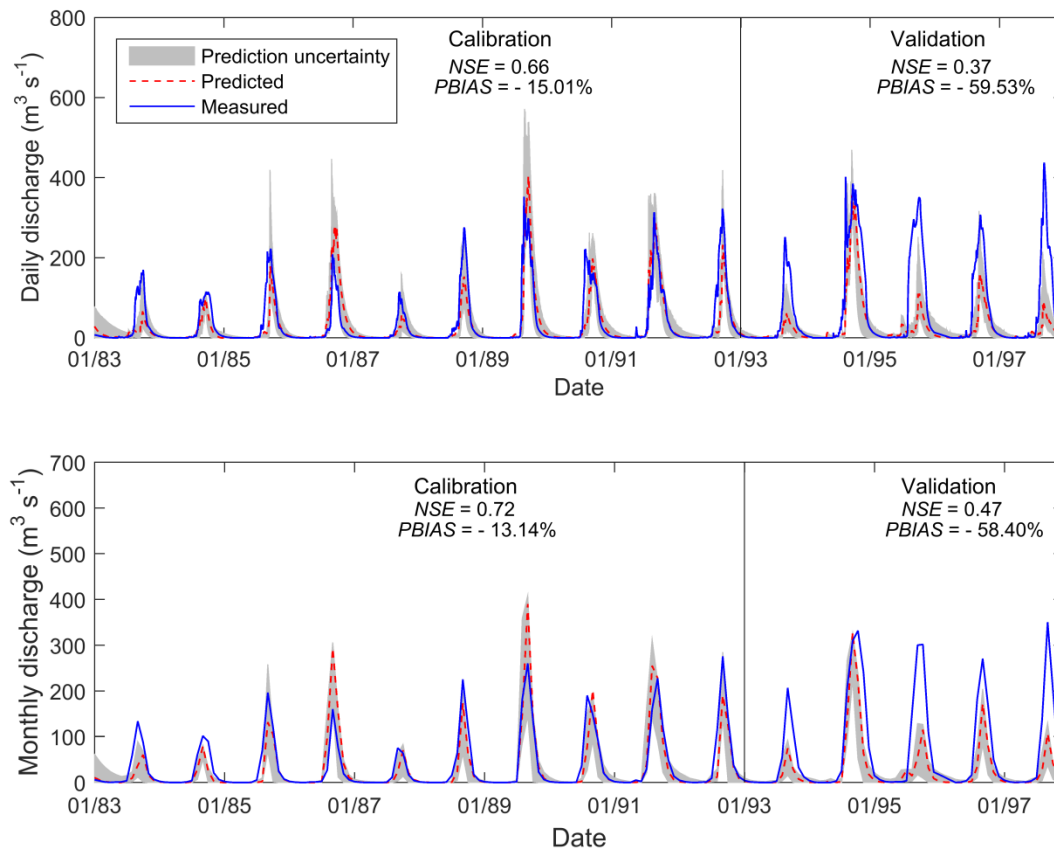 800
600
400
200
0
Daily discharge (m³ s⁻¹)
Prediction uncertainty
Predicted
Measured
Calibration
NSE = 0.66
PBIAS = - 15.01%
Validation
NSE = 0.37
PBIAS = - 59.53%
01/83 01/85 01/87 01/89 01/91 01/93 01/95 01/97
Date
700
600
500
400
300
200
100
0
Monthly discharge (m³ s⁻¹)
Calibration
NSE = 0.72
PBIAS = - 13.14%
Validation
NSE = 0.47
PBIAS = - 58.40%
01/83 01/85 01/87 01/89 01/91 01/93 01/95 01/97
Date